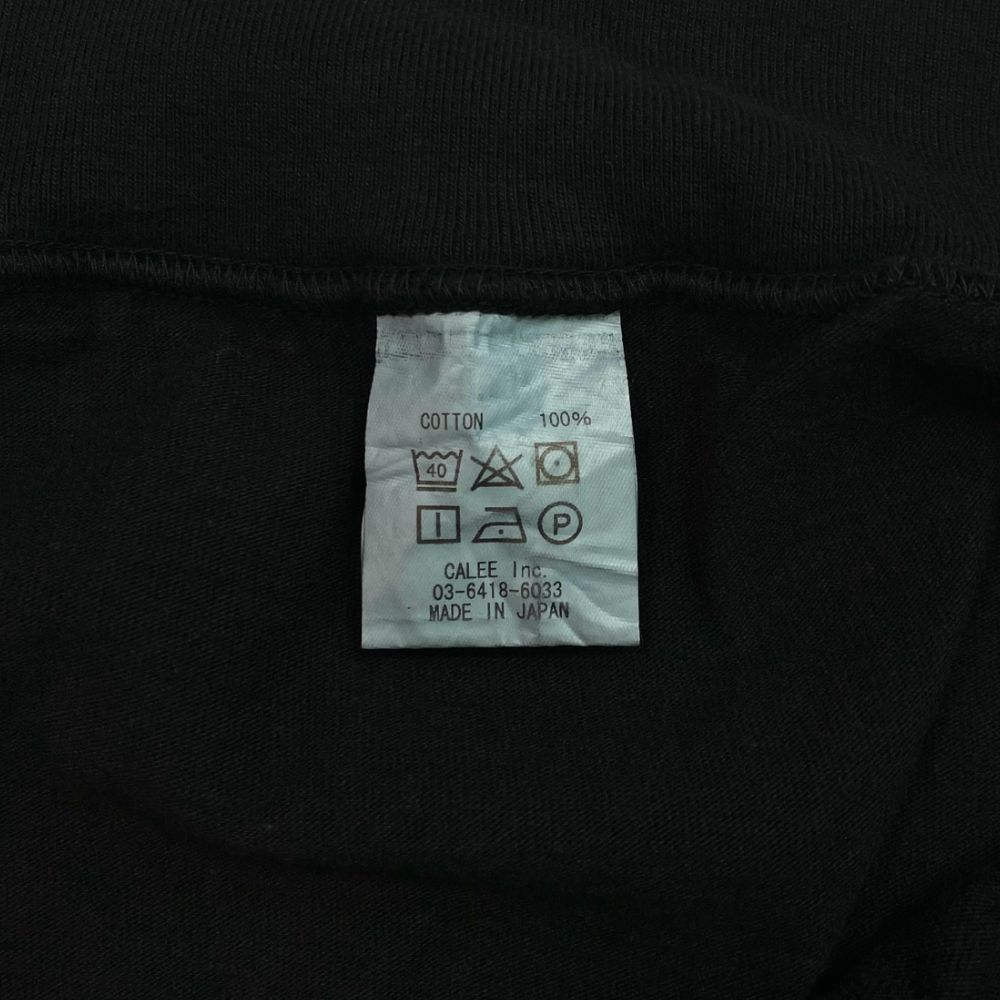 COTTON 100%
40
P
CALEE Inc.
03-6418-6033
MADE IN JAPAN